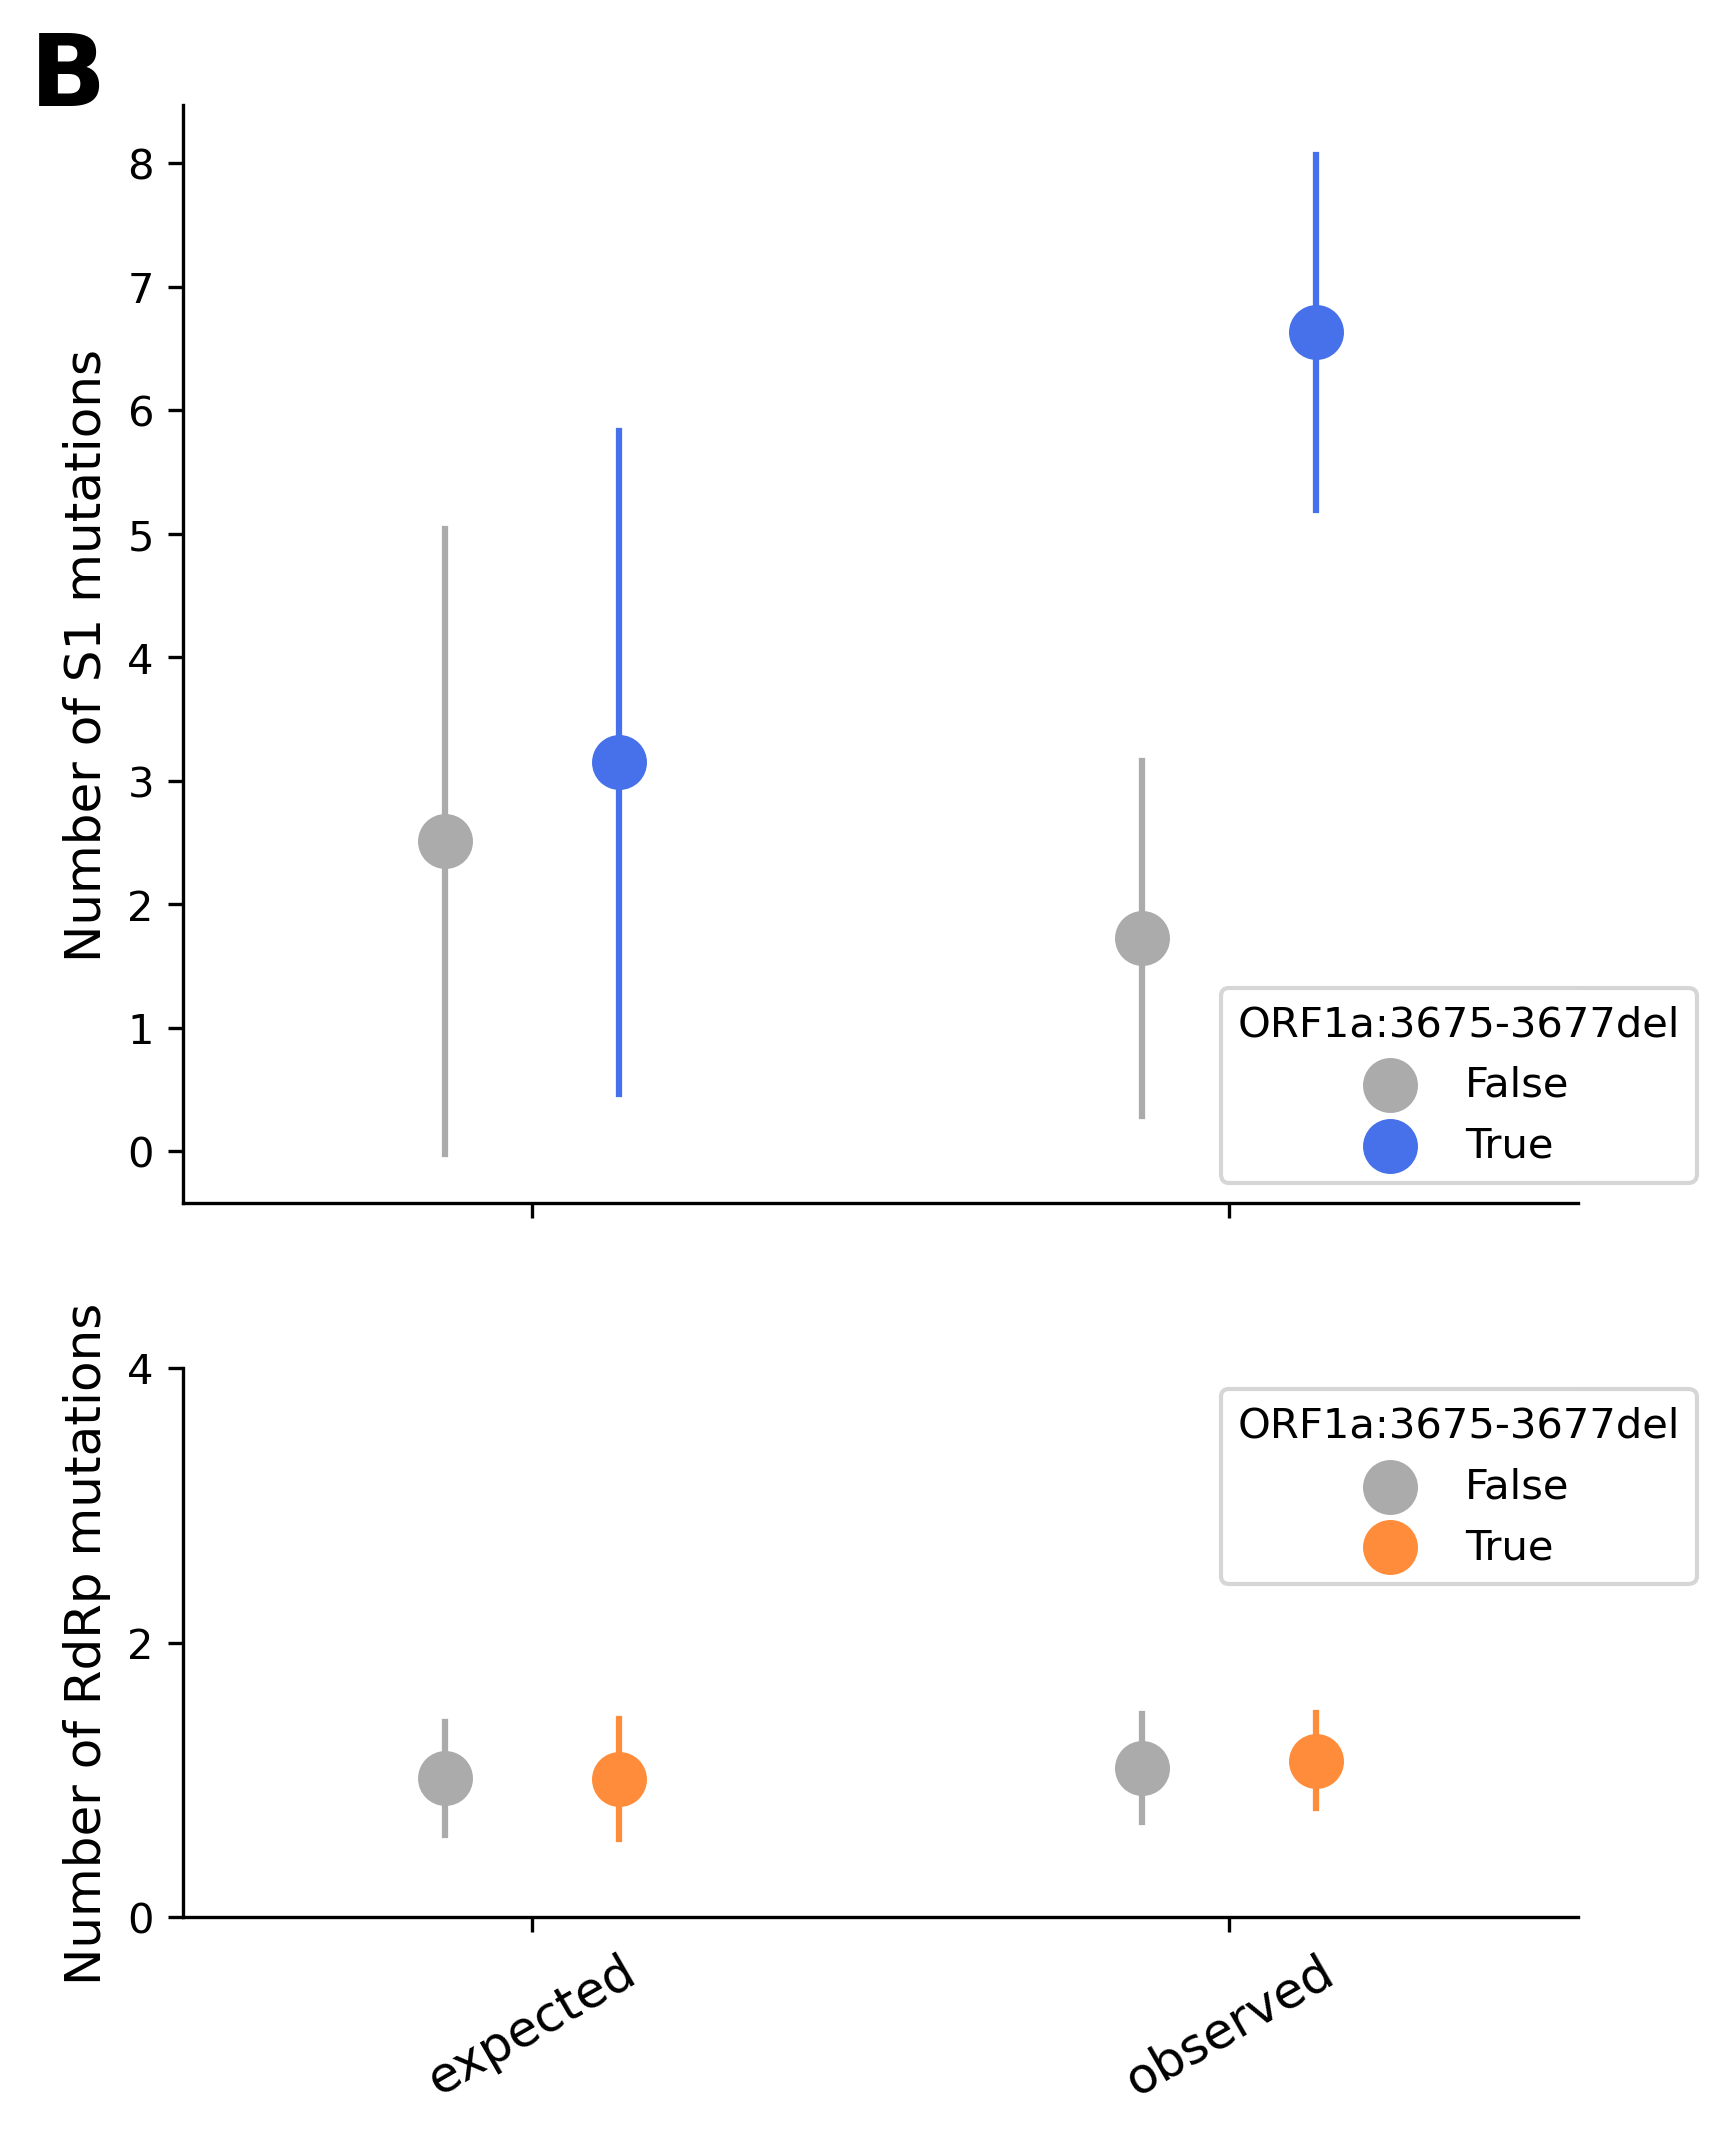 B
Number of S1 mutations
8
7
6
5
4
3
2
1
0
ORF1a:3675-3677del
False
True
Number of RdRp mutations
4
2
0
ORF1a:3675-3677del
False
True
expected
observed